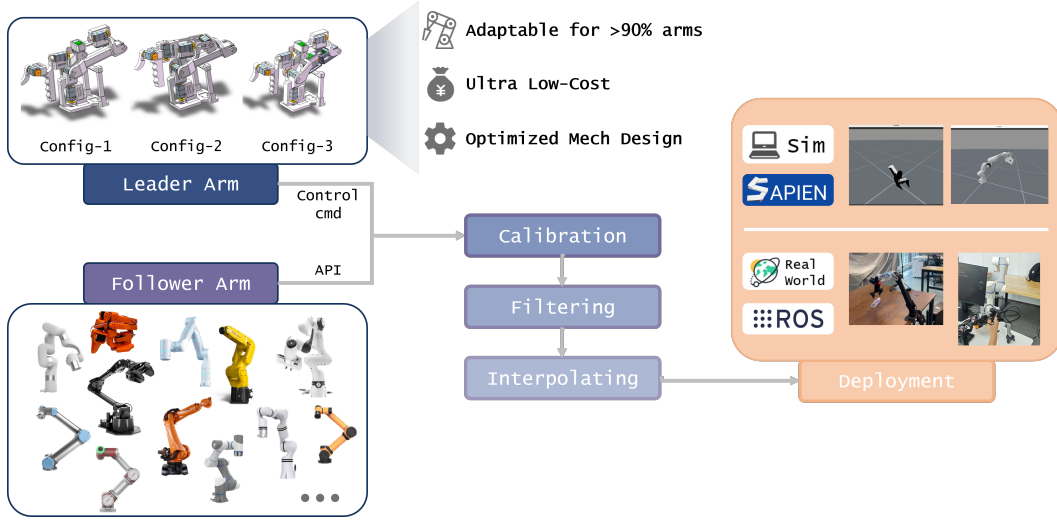 Adaptable for >90% arms
Ultra Low-Cost
Optimized Mech Design
Config-1
Config-2
Config-3
Leader Arm
Control
cmd
API
Follower Arm
Calibration
Filtering
Interpolating
Sim
SAPIEN
Real
World
ROS
Deployment